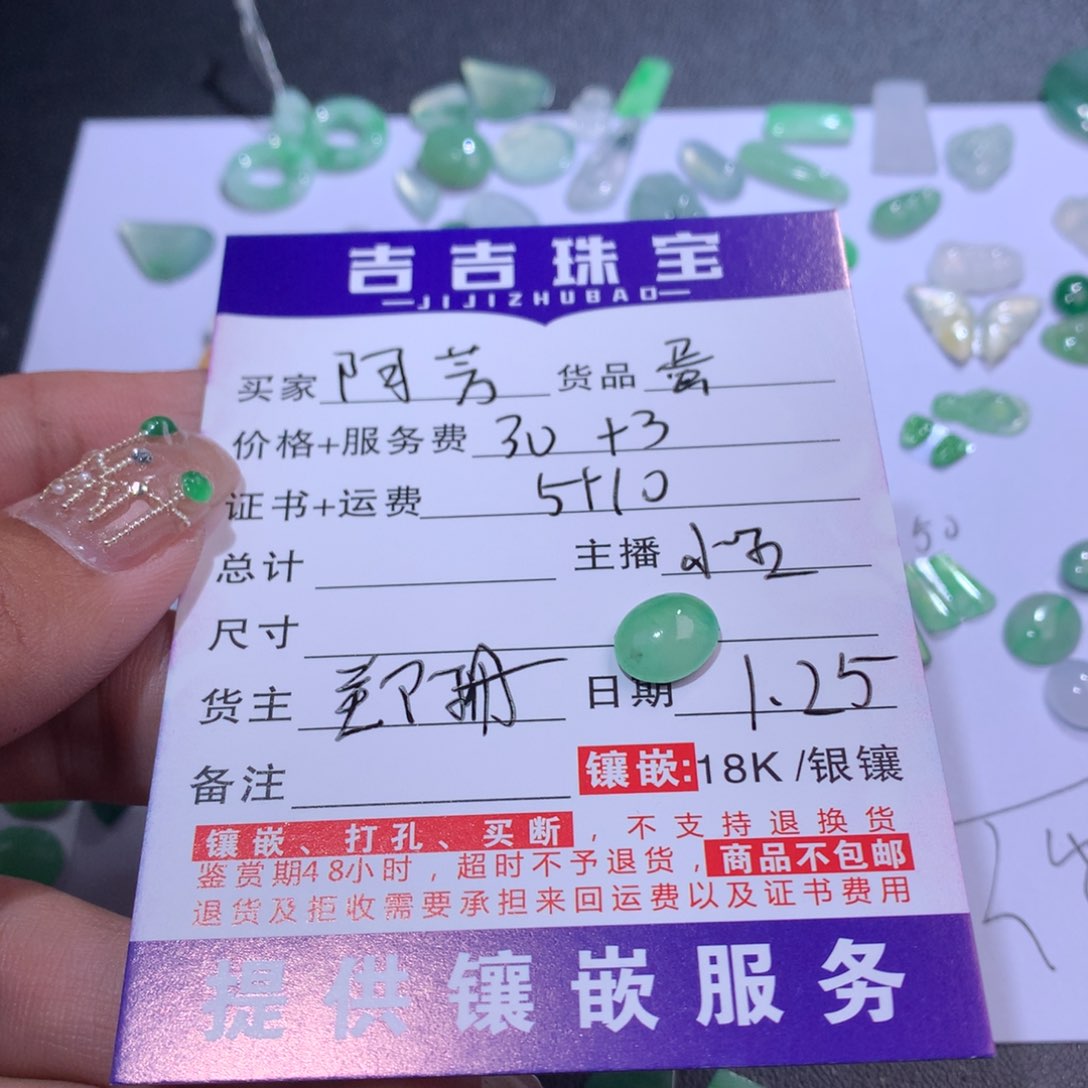 吉吉珠宝
JIJIZHUBAO
买家 阿芳 货品 蛋
价格+服务费 30 +3
证书+运费 5+10
总计 主播 小玉
尺寸
货主 郑珊 日期 1.25
备注 镶嵌:18K /银镶
镶嵌、打孔、买断，不支持退换货
鉴赏期48小时，超时不予退货，商品不包邮
退货及拒收需要承担来回运费以及证书费用
提供镶嵌服务
50